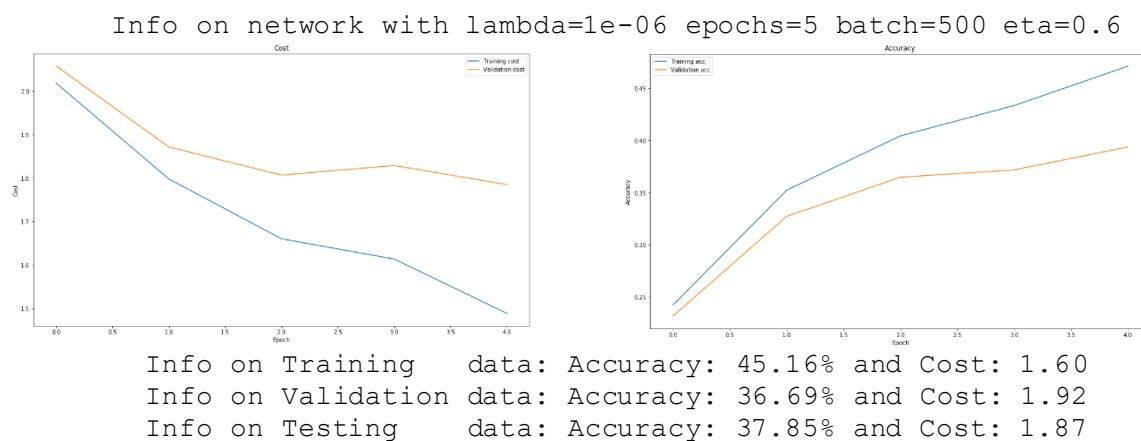 Info on network with lambda=1e-06 epochs=5 batch=500 eta=0.6
Cost
Training cost
Validation cost
2.0
1.9
1.8
1.7
1.6
1.5
Cost
0.0 0.5 1.0 1.5 2.0 2.5 3.0 3.5 4.0
Epoch
Accuracy
Training acc
Validation acc
0.45
0.40
0.35
0.30
0.25
Accuracy
0.0 0.5 1.0 1.5 2.0 2.5 3.0 3.5 4.0
Epoch
Info on Training data: Accuracy: 45.16% and Cost: 1.60
Info on Validation data: Accuracy: 36.69% and Cost: 1.92
Info on Testing data: Accuracy: 37.85% and Cost: 1.87